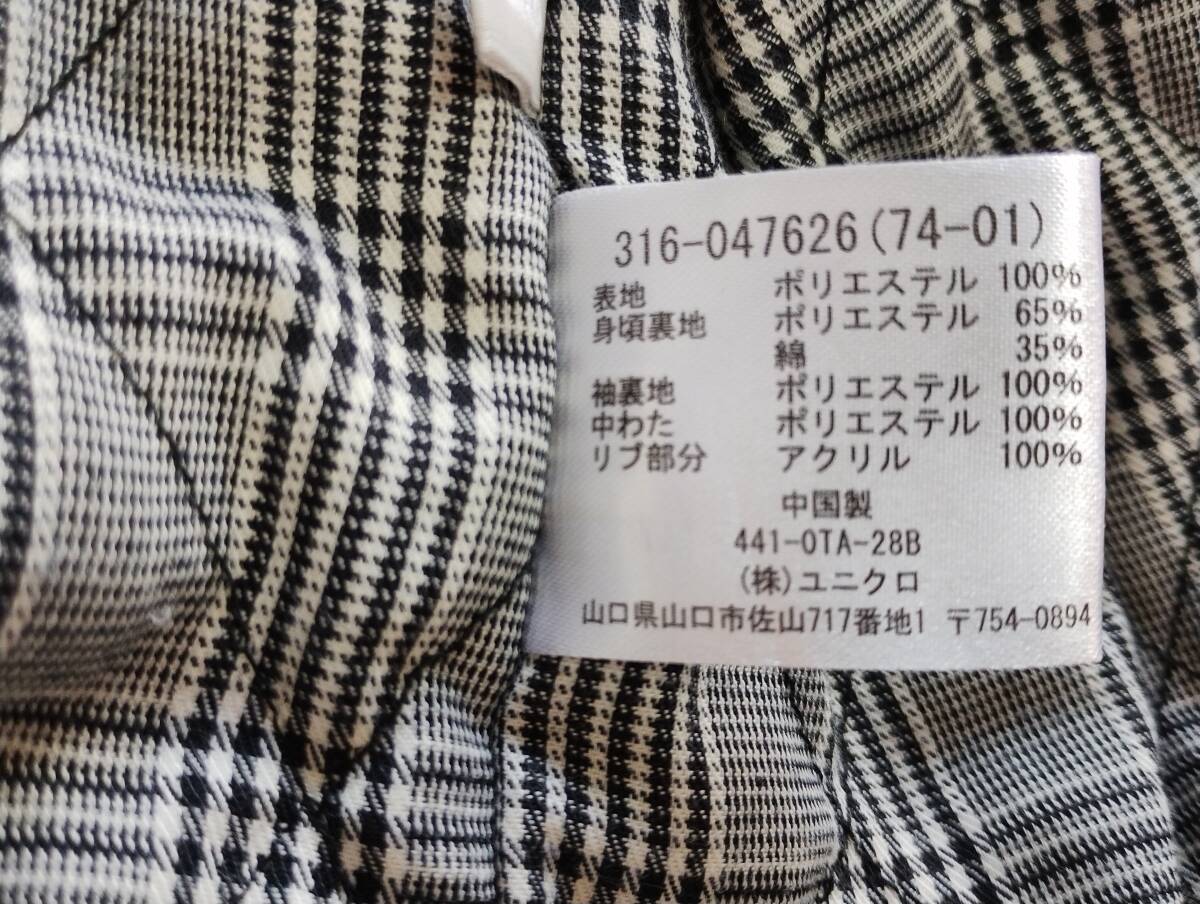 316-047626(74-01)
表地 ポリエステル 100%
身頃裏地 ポリエステル 65%
綿 35%
袖裏地 ポリエステル 100%
中わた ポリエステル 100%
リブ部分 アクリル 100%
中国製
441-OTA-28B
(株)ユニクロ
山口県山口市佐山717番地1 〒754-0894